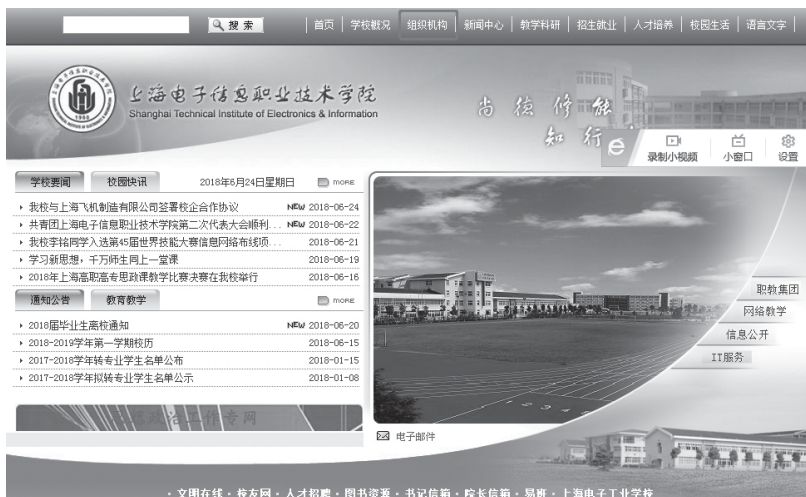 搜 索
首页 学校概况 组织机构 新闻中心 教学科研 招生就业 人才培养 校园生活 语言文字
上海电子信息职业技术学院
Shanghai Technical Institute of Electronics & Information
尚 德 修 能
知 行
录制小视频 小窗口 设置
学校要闻 校园快讯 2018年6月24日星期日 MORE
我校与上海飞机制造有限公司签署校企合作协议 NEW 2018-06-24
共青团上海电子信息职业技术学院第二次代表大会顺利... NEW 2018-06-22
我校李铭同学入选第45届世界技能大赛信息网络布线项... 2018-06-21
学习新思想，千万师生同上一堂课 2018-06-19
2018年上海高职高专思政课教学比赛决赛在我校举行 2018-06-16
通知公告 教育教学 MORE
2018届毕业生离校通知 NEW 2018-06-20
2018-2019学年第一学期校历 2018-06-15
2017-2018学年转专业学生名单公布 2018-01-15
2017-2018学年拟转专业学生名单公示 2018-01-08
思想政治工作专网
职教集团
网络教学
信息公开
IT服务
1 2 3 4
电子邮件
· 文明在线 · 校友网 · 人才招聘 · 图书资源 · 书记信箱 · 院长信箱 · 易班 · 上海电子工业学校